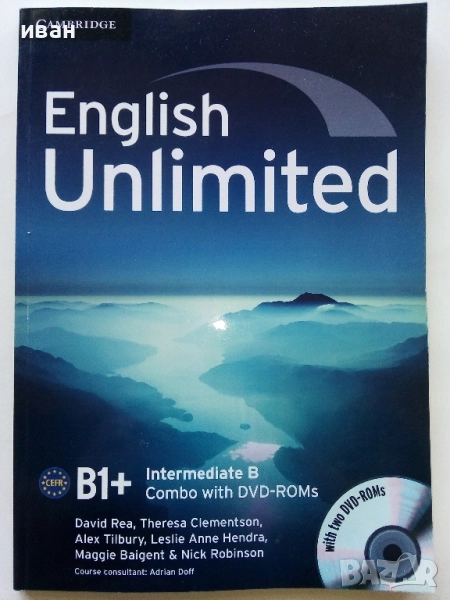 CAMBRIDGE
иван
English
Unlimited
CEFR
B1+
Intermediate B
Combo with DVD-ROMs
David Rea, Theresa Clementson,
Alex Tilbury, Leslie Anne Hendra,
Maggie Baigent & Nick Robinson
Course consultant: Adrian Doff
with two DVD-ROMs
BAZAR